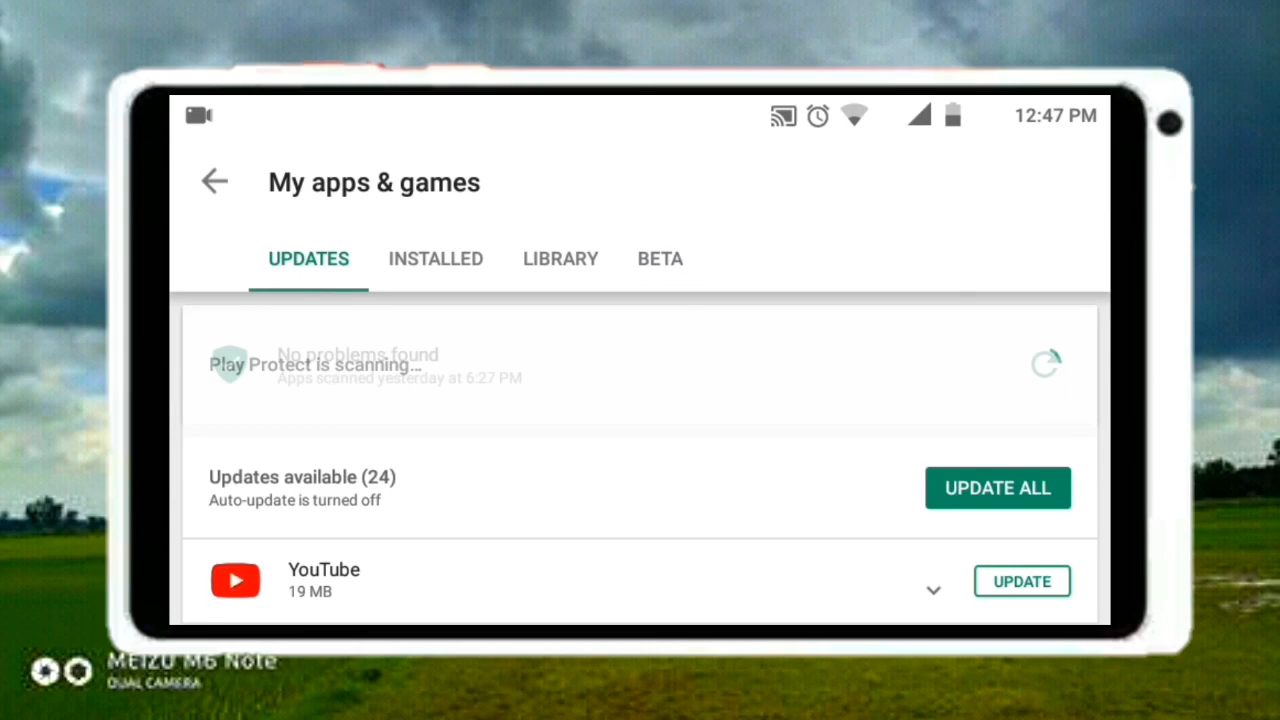 12:47 PM
My apps & games
UPDATES INSTALLED LIBRARY BETA
No problems found
Play Protect is scanning...
Apps scanned yesterday at 6:27 PM
Updates available (24)
UPDATE ALL
Auto-update is turned off
YouTube
19 MB
UPDATE
MEIZU M6 Note
DUAL CAMERA